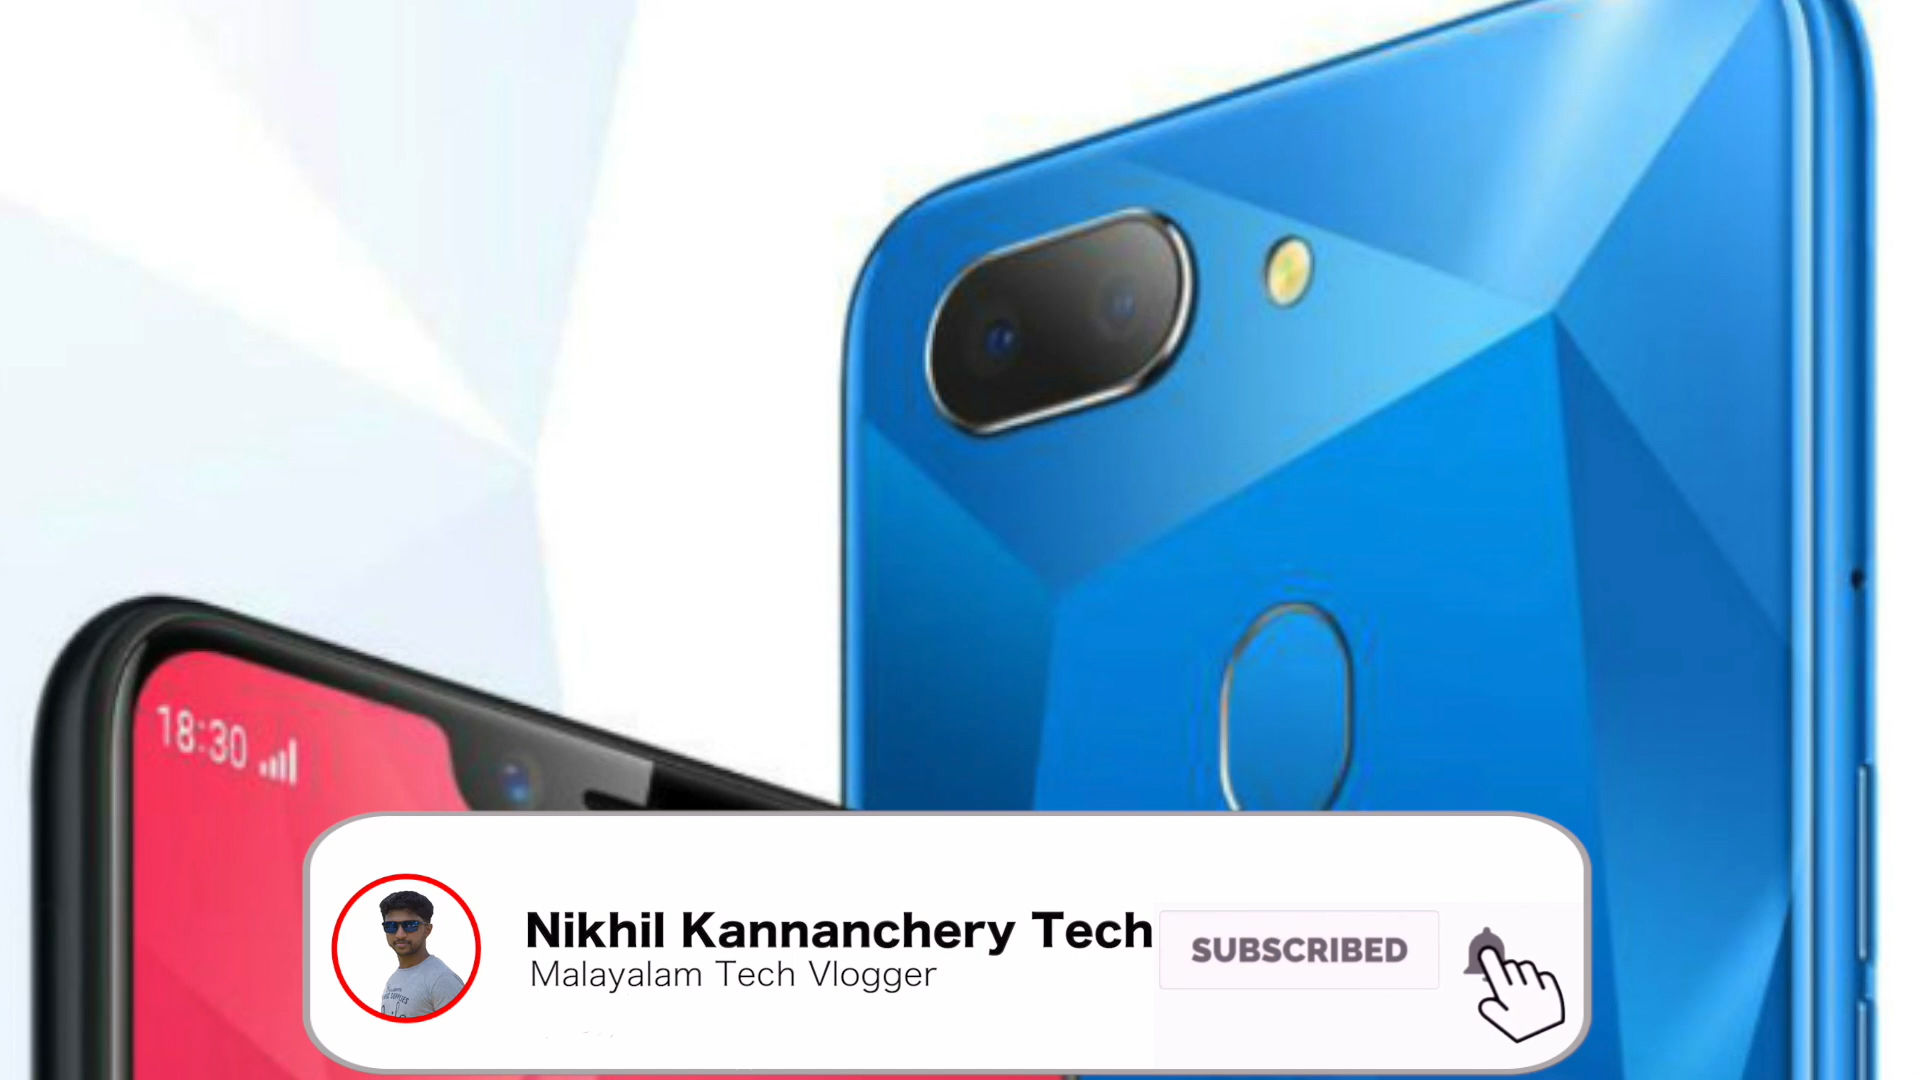 18:30
Nikhil Kannanchery Tech
Malayalam Tech Vlogger
SUBSCRIBED